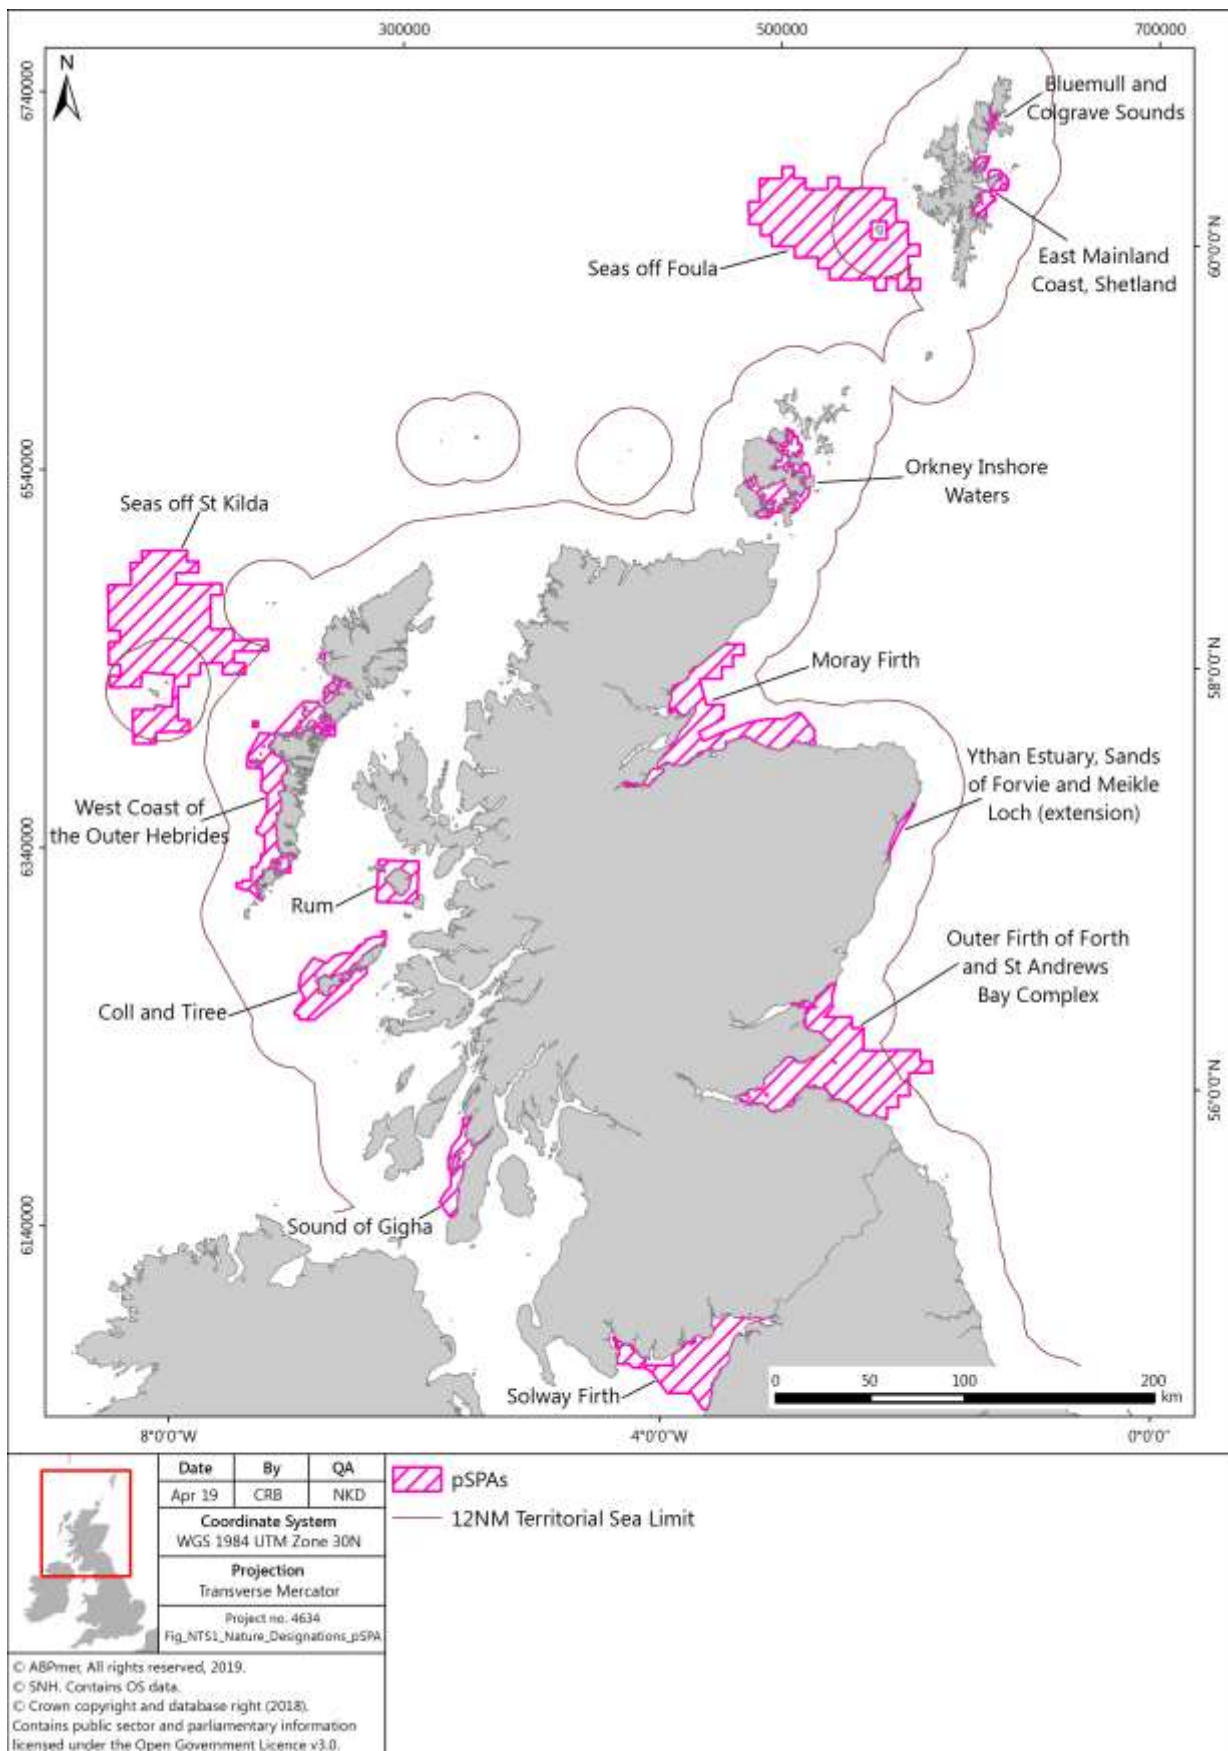 300000
500000
700000
N
6740000
Bluemull and
Colgrave Sounds
60°0'0"N
Seas off Foula
East Mainland
Coast, Shetland
6540000
Orkney Inshore
Waters
Seas off St Kilda
58°0'0"N
Moray Firth
Ythan Estuary, Sands
of Forvie and Meikle
Loch (extension)
West Coast of
the Outer Hebrides
6340000
Rum
Outer Firth of Forth
and St Andrews
Bay Complex
Coll and Tiree
56°0'0"N
6140000
Sound of Gigha
Solway Firth
0 50 100 200
km
8°0'0"W
4°0'0"W
0°0'0"
Date By QA
Apr 19 CRB NKD
Coordinate System
WGS 1984 UTM Zone 30N
Projection
Transverse Mercator
Project no. 4634
Fig_NTS1_Nature_Designations_pSPA
pSPAs
12NM Territorial Sea Limit
© ABPmer, All rights reserved, 2019.
© SNH. Contains OS data.
© Crown copyright and database right (2018).
Contains public sector and parliamentary information
licensed under the Open Government Licence v3.0.